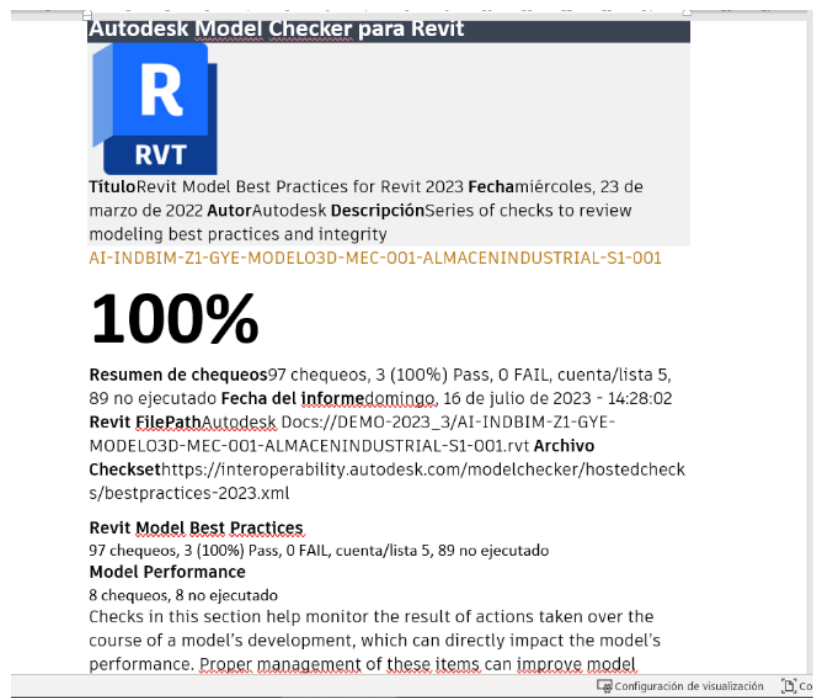 Autodesk Model Checker para Revit
R
RVT
TítuloRevit Model Best Practices for Revit 2023 Fechamiércoles, 23 de
marzo de 2022 AutorAutodesk DescripciónSeries of checks to review
modeling best practices and integrity
AI-INDBIM-Z1-GYE-MODELO3D-MEC-001-ALMACENINDUSTRIAL-S1-001
100%
Resumen de chequeos97 chequeos, 3 (100%) Pass, 0 FAIL, cuenta/lista 5,
89 no ejecutado Fecha del informedomingo, 16 de julio de 2023 - 14:28:02
Revit FilePathAutodesk Docs://DEMO-2023_3/AI-INDBIM-Z1-GYE-
MODELO3D-MEC-001-ALMACENINDUSTRIAL-S1-001.rvt Archivo
Checksethttps://interoperability.autodesk.com/modelchecker/hostedcheck
s/bestpractices-2023.xml
Revit Model Best Practices
97 chequeos, 3 (100%) Pass, 0 FAIL, cuenta/lista 5, 89 no ejecutado
Model Performance
8 chequeos, 8 no ejecutado
Checks in this section help monitor the result of actions taken over the
course of a model's development, which can directly impact the model's
performance. Proper management of these items can improve model
Configuración de visualización Co